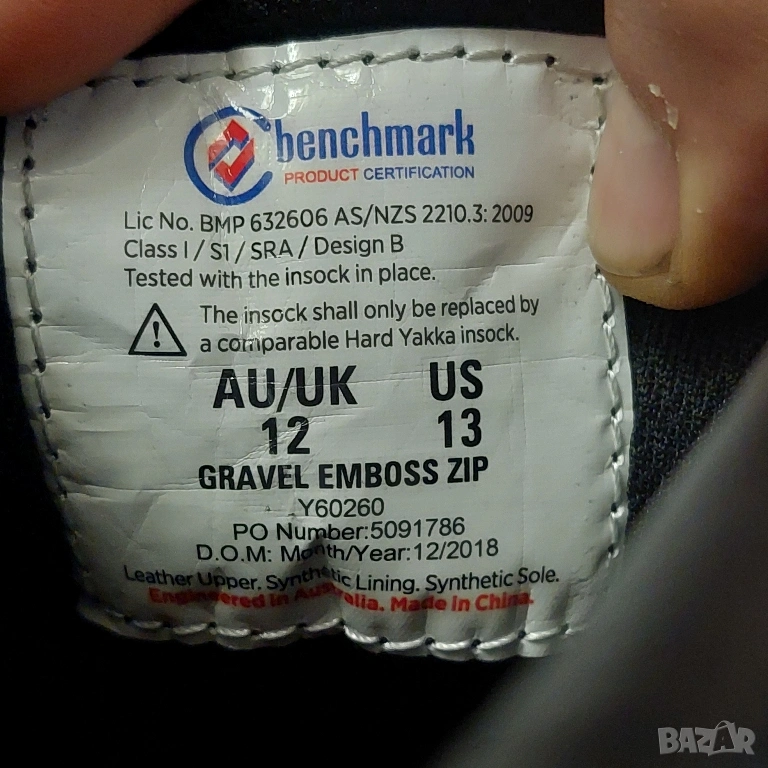 benchmark
PRODUCT CERTIFICATION
Lic No. BMP 632606 AS/NZS 2210.3: 2009
Class I / S1 / SRA / Design B
Tested with the insock in place.
The insock shall only be replaced by
a comparable Hard Yakka insock.
AU/UK US
12 13
GRAVEL EMBOSS ZIP
Y60260
PO Number:5091786
D.O.M: Month/Year:12/2018
Leather Upper. Synthetic Lining. Synthetic Sole.
Engineered in Australia. Made in China.
BAZAR